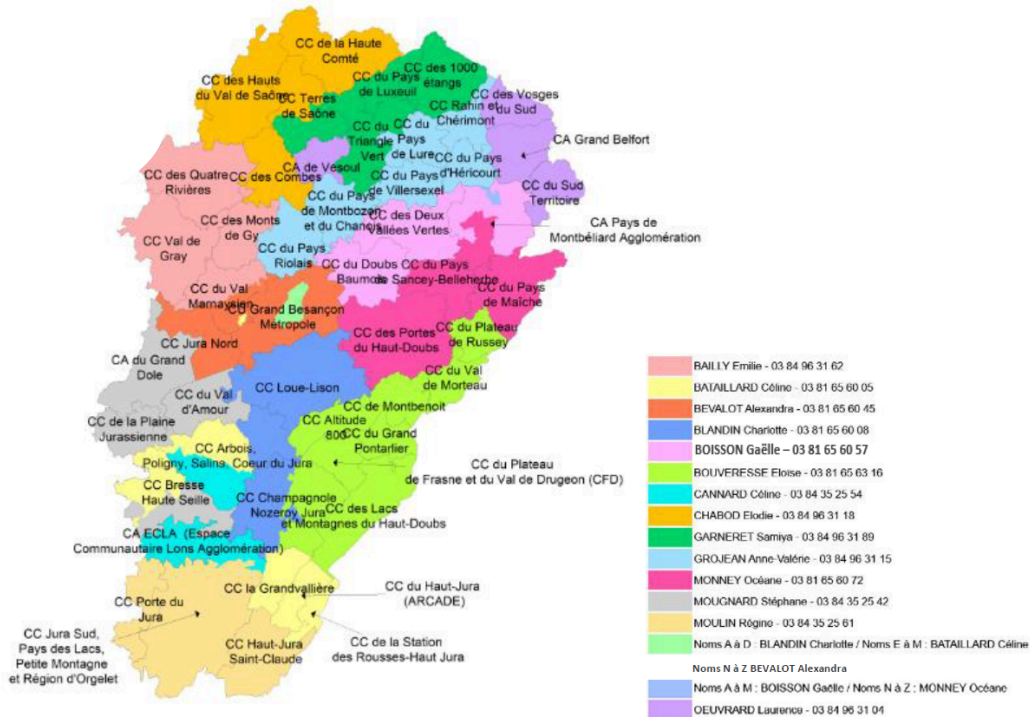 CC de la Haute
Comté
CC des 1000
étangs
CC du Pays
de Luxeuil
CC des Hauts
du Val de Saône
CC Terres
de Saône
CC Rahin et
Chérimont
CC des Vosges
du Sud
CC du
Triangle
Vert
CC du
Pays
de Lure
CA Grand Belfort
CC du Pays
d'Héricourt
CA de Vesoul
CC des Quatre
Rivières
CC des Combes
CC du Pays
de Villersexel
CC du Sud
Territoire
CC du Pays
de Montbozon
et du Chanois
CC des Deux
vallées Vertes
CA Pays de
Montbéliard Agglomération
CC des Monts
de Gy
CC Val de
Gray
CC du Pays
Riolais
CC du Doubs
Baumois
CC du Pays
de Sancey-Belleherbe
CC du Pays
de Maîche
CC du Val
Marnaysien
CU Grand Besançon
Métropole
CC des Portes
du Haut-Doubs
CC du Plateau
de Russey
CC Jura Nord
CA du Grand
Dole
CC du Val
de Morteau
CC Loue-Lison
CC du Val
d'Amour
CC de Montbenoit
CC de la Plaine
Jurassienne
CC Altitude
800
CC du Grand
Pontarlier
CC Arbois,
Poligny, Salins, Coeur du Jura
CC du Plateau
de Frasne et du Val de Drugeon (CFD)
CC Bresse
Haute Seille
CC Champagnole
Nozeroy Jura
CC des Lacs
et Montagnes du Haut-Doubs
CA ECLA (Espace
Communautaire Lons Agglomération)
CC la Grandvallière
CC du Haut-Jura
(ARCADE)
CC Porte du
Jura
CC Jura Sud,
Pays des Lacs,
Petite Montagne
et Région d'Orgelet
CC Haut-Jura
Saint-Claude
CC de la Station
des Rousses-Haut Jura
BAILLY Emilie - 03 84 96 31 62
BATAILLARD Céline - 03 81 65 60 05
BEVALOT Alexandra - 03 81 65 60 45
BLANDIN Charlotte - 03 81 65 60 08
BOISSON Gaëlle – 03 81 65 60 57
BOUVERESSE Eloïse - 03 81 65 63 16
CANNARD Céline - 03 84 35 25 54
CHABOD Elodie - 03 84 96 31 18
GARNERET Samiya - 03 84 96 31 89
GROJEAN Anne-Valérie - 03 84 96 31 15
MONNEY Océane - 03 81 65 60 72
MOUGNARD Stéphane - 03 84 35 25 42
MOULIN Régine - 03 84 35 25 61
Noms A à D : BLANDIN Charlotte / Noms E à M : BATAILLARD Céline
Noms N à Z BEVALOT Alexandra
Noms A à M : BOISSON Gaëlle / Noms N à Z : MONNEY Océane
OEUVRARD Laurence - 03 84 96 31 04